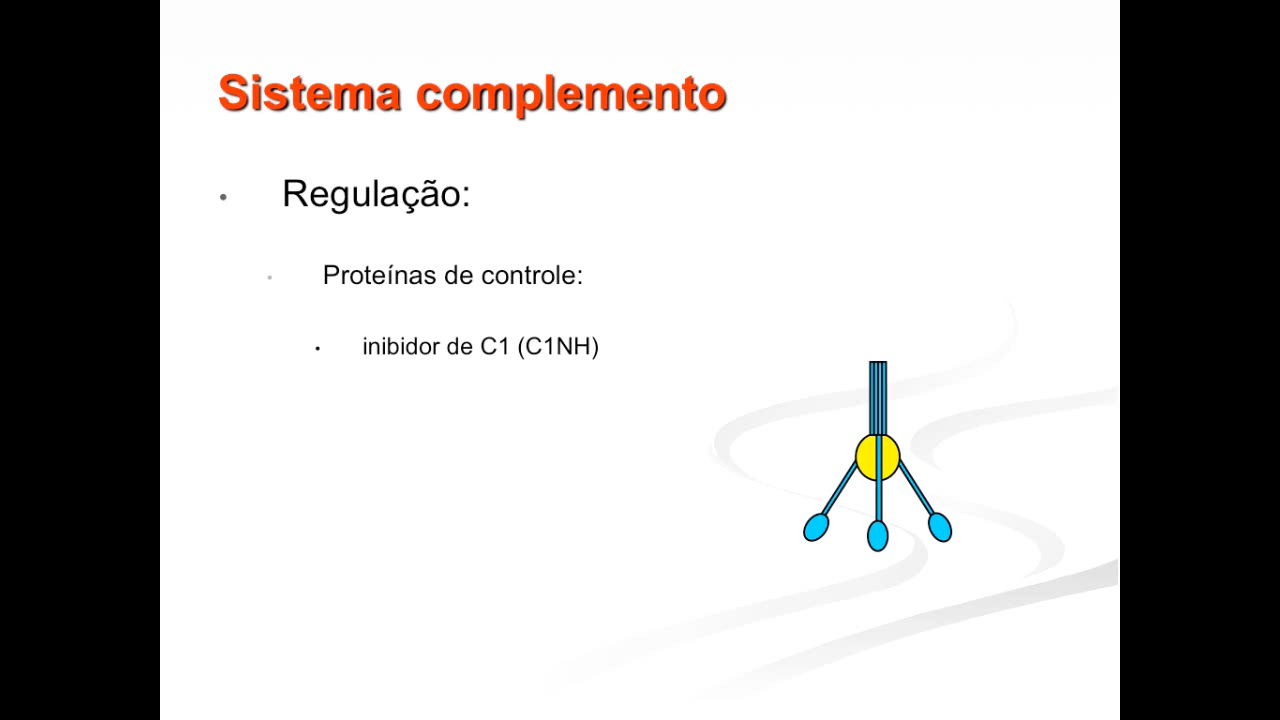 Sistema complemento
• Regulação:
• Proteínas de controle:
• inibidor de C1 (C1NH)